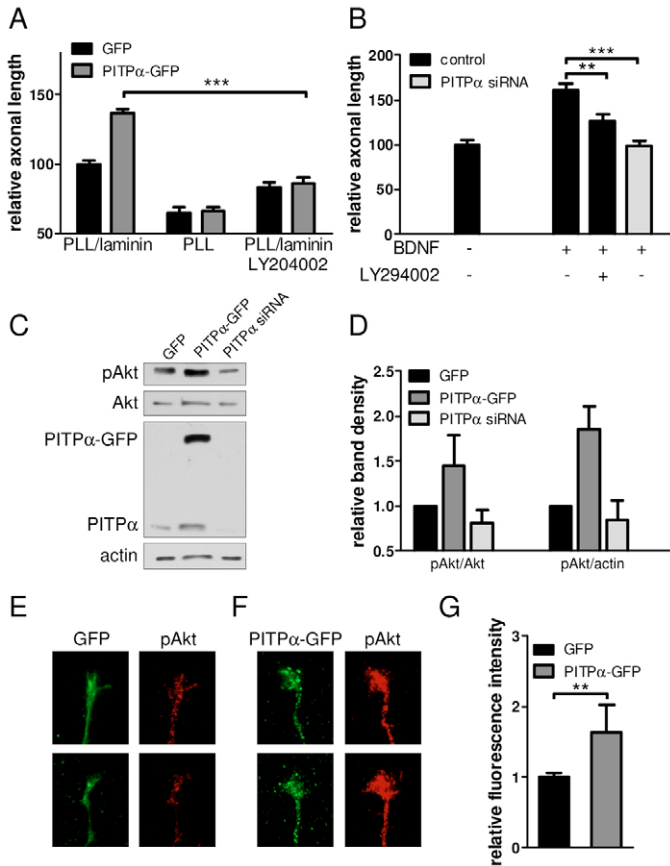 A
GFP
PITPα-GFP
***
relative axonal length
150
100
50
PLL/laminin
PLL
PLL/laminin
LY204002
B
control
PITPα siRNA
***
**
relative axonal length
200
150
100
50
0
BDNF - + + +
LY294002 - - + -
C
GFP
PITPα-GFP
PITPα siRNA
pAkt
Akt
PITPα-GFP
PITPα
actin
D
GFP
PITPα-GFP
PITPα siRNA
relative band density
2.5
2.0
1.5
1.0
0.5
pAkt/Akt
pAkt/actin
E
GFP pAkt
F
PITPα-GFP pAkt
G
GFP
PITPα-GFP
**
relative fluorescence intensity
3
2
1
0